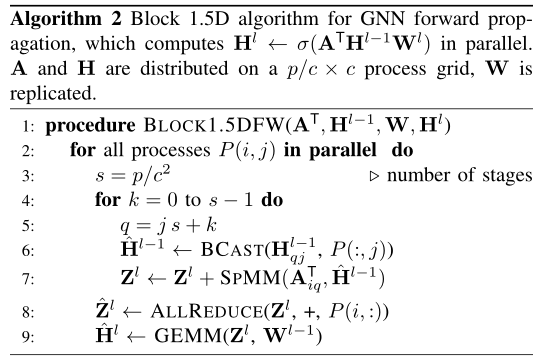 Algorithm 2 Block 1.5D algorithm for GNN forward prop-
agation, which computes H^l ← σ(A^T H^{l−1} W^l) in parallel.
A and H are distributed on a p/c × c process grid, W is
replicated.
1: procedure BLOCK1.5DFW(A^T, H^{l−1}, W, H^l)
2: for all processes P(i, j) in parallel do
3: s = p/c^2 ▷ number of stages
4: for k = 0 to s − 1 do
5: q = j s + k
6: Ĥ^{l−1} ← BCAST(H^{l−1}_{qj}, P(:, j))
7: Z^l ← Z^l + SPMM(A^T_{iq}, Ĥ^{l−1})
8: Ẑ^l ← ALLREDUCE(Z^l, +, P(i, :))
9: Ĥ^l ← GEMM(Z^l, W^{l−1})